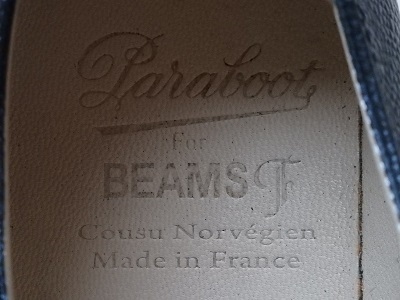 Paraboot
For
BEAMS F
Cousu Norvégien
Made in France